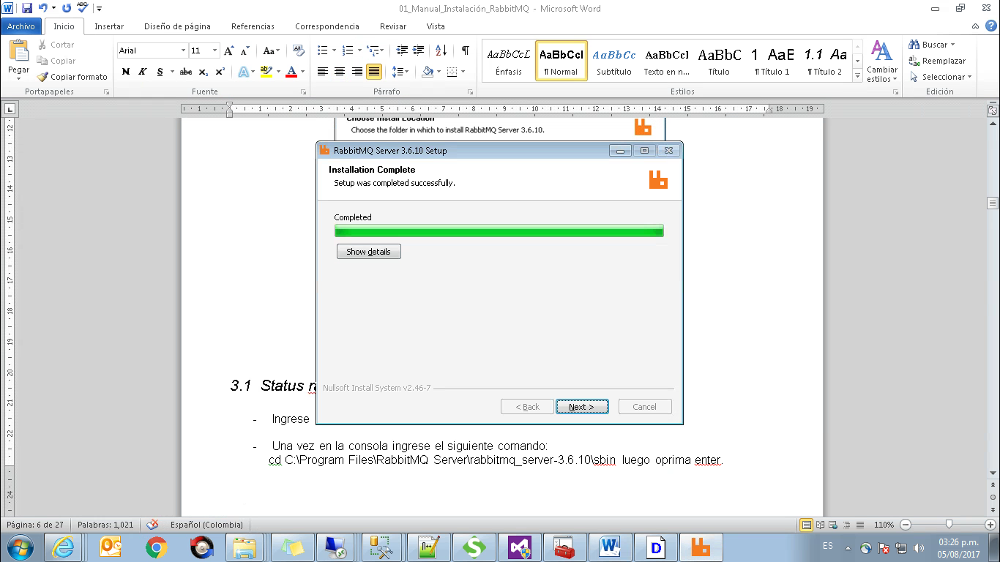 01_Manual_Instalación_RabbitMQ - Microsoft Word
Archivo Inicio Insertar Diseño de página Referencias Correspondencia Revisar Vista
Pegar
Cortar
Copiar
Copiar formato
Portapapeles
Arial 11
Fuente
Párrafo
AaBbCcL AaBbCcI AaBbCc AaBbCcI AaBbC 1 AaE 1.1 Aa
Énfasis ¶ Normal Subtítulo Texto en n... Título ¶ Título 1 ¶ Título 2
Cambiar estilos
Estilos
Buscar
Reemplazar
Seleccionar
Edición
Choose Install Location
Choose the folder in which to install RabbitMQ Server 3.6.10.
RabbitMQ Server 3.6.10 Setup
Installation Complete
Setup was completed successfully.
Completed
Show details
Nullsoft Install System v2.46-7
< Back Next > Cancel
3.1 Status
- Ingrese
- Una vez en la consola ingrese el siguiente comando:
cd C:\Program Files\RabbitMQ Server\rabbitmq_server-3.6.10\sbin luego oprima enter.
Página: 6 de 27 Palabras: 1,021 Español (Colombia) 110%
ES 03:26 p.m.
05/08/2017